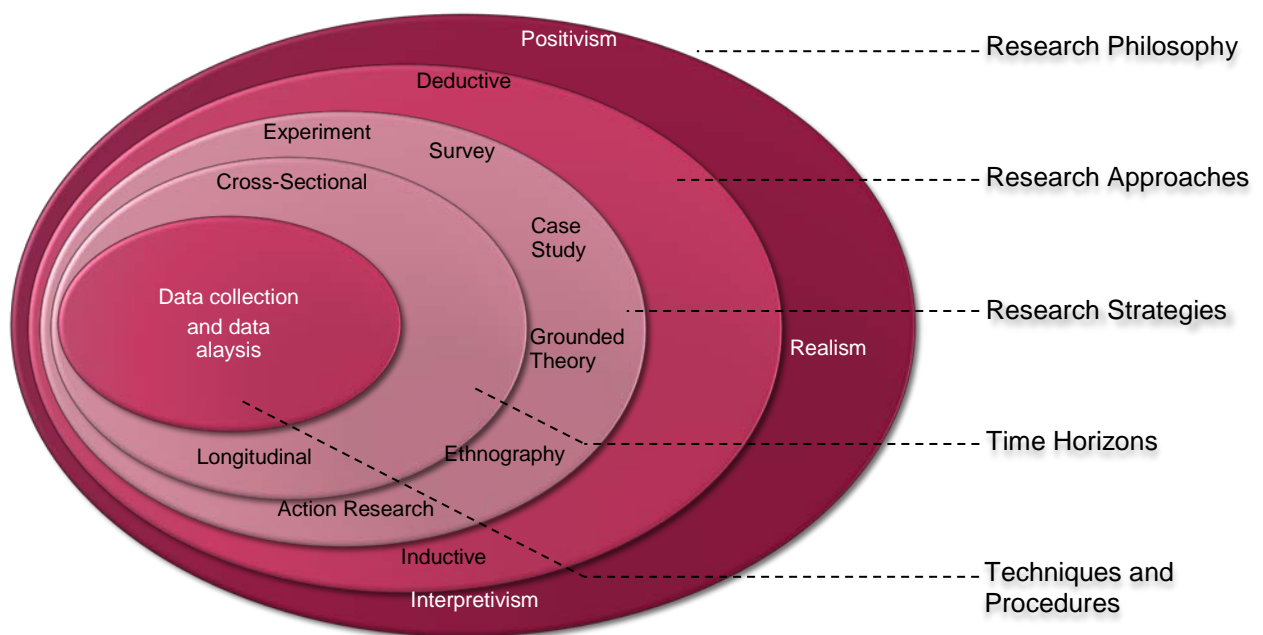 Positivism
Research Philosophy
Deductive
Experiment
Survey
Research Approaches
Cross-Sectional
Case
Study
Data collection
and data
alaysis
Research Strategies
Grounded
Theory
Realism
Time Horizons
Longitudinal
Ethnography
Action Research
Inductive
Interpretivism
Techniques and
Procedures